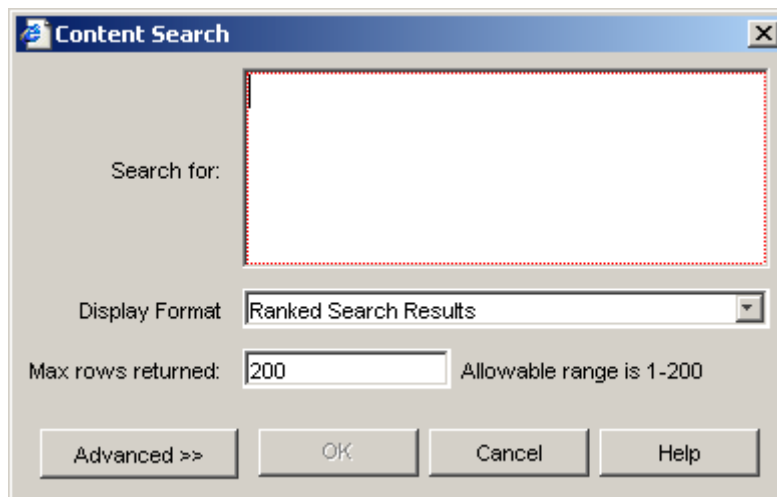 Content Search
Search for:
Display Format Ranked Search Results
Max rows returned: 200 Allowable range is 1-200
Advanced >> OK Cancel Help